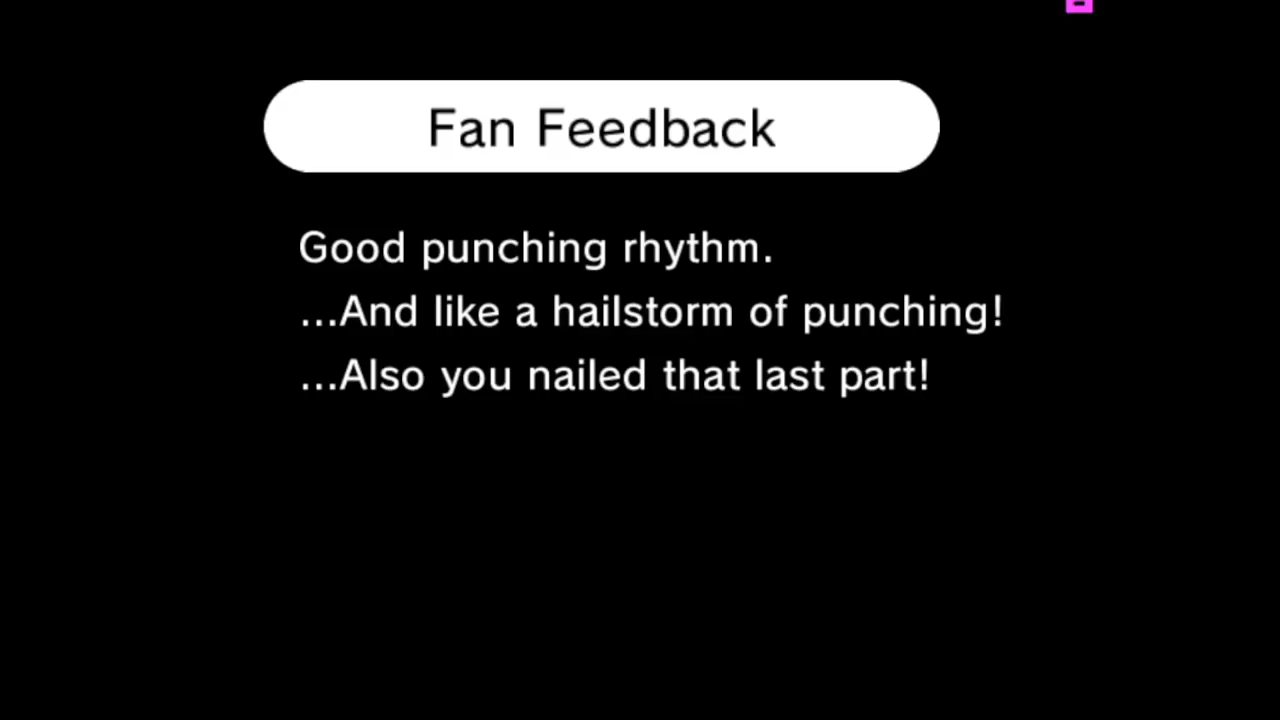 Fan Feedback
Good punching rhythm.
...And like a hailstorm of punching!
...Also you nailed that last part!